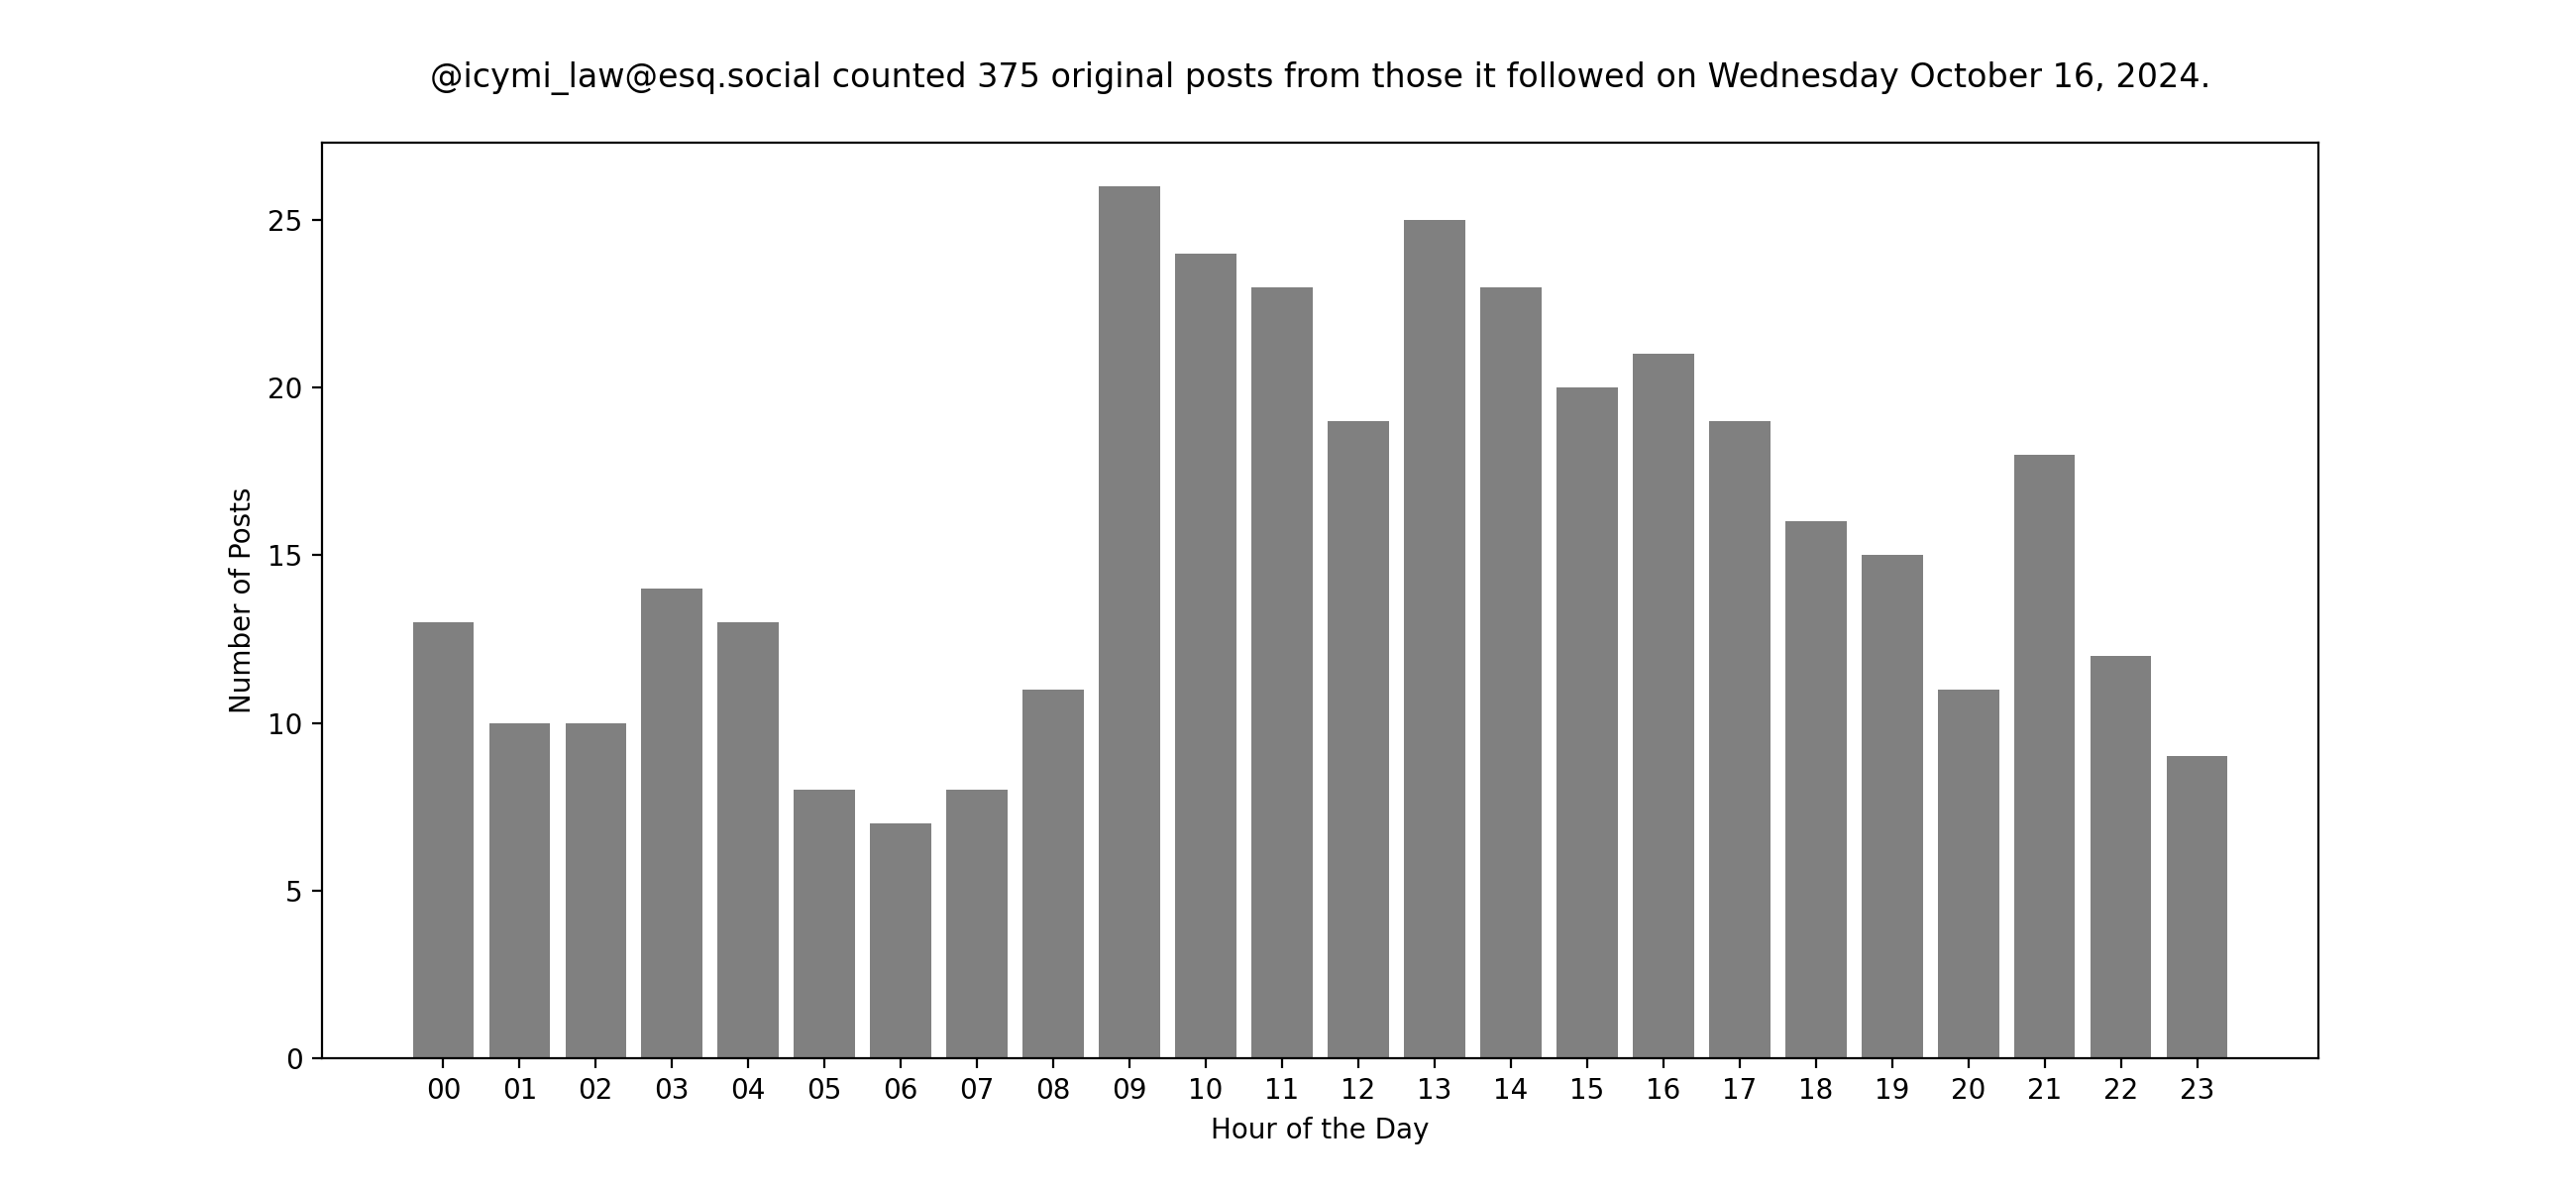 @icymi_law@esq.social counted 375 original posts from those it followed on Wednesday October 16, 2024.
Number of Posts
25
20
15
10
5
0
00 01 02 03 04 05 06 07 08 09 10 11 12 13 14 15 16 17 18 19 20 21 22 23
Hour of the Day